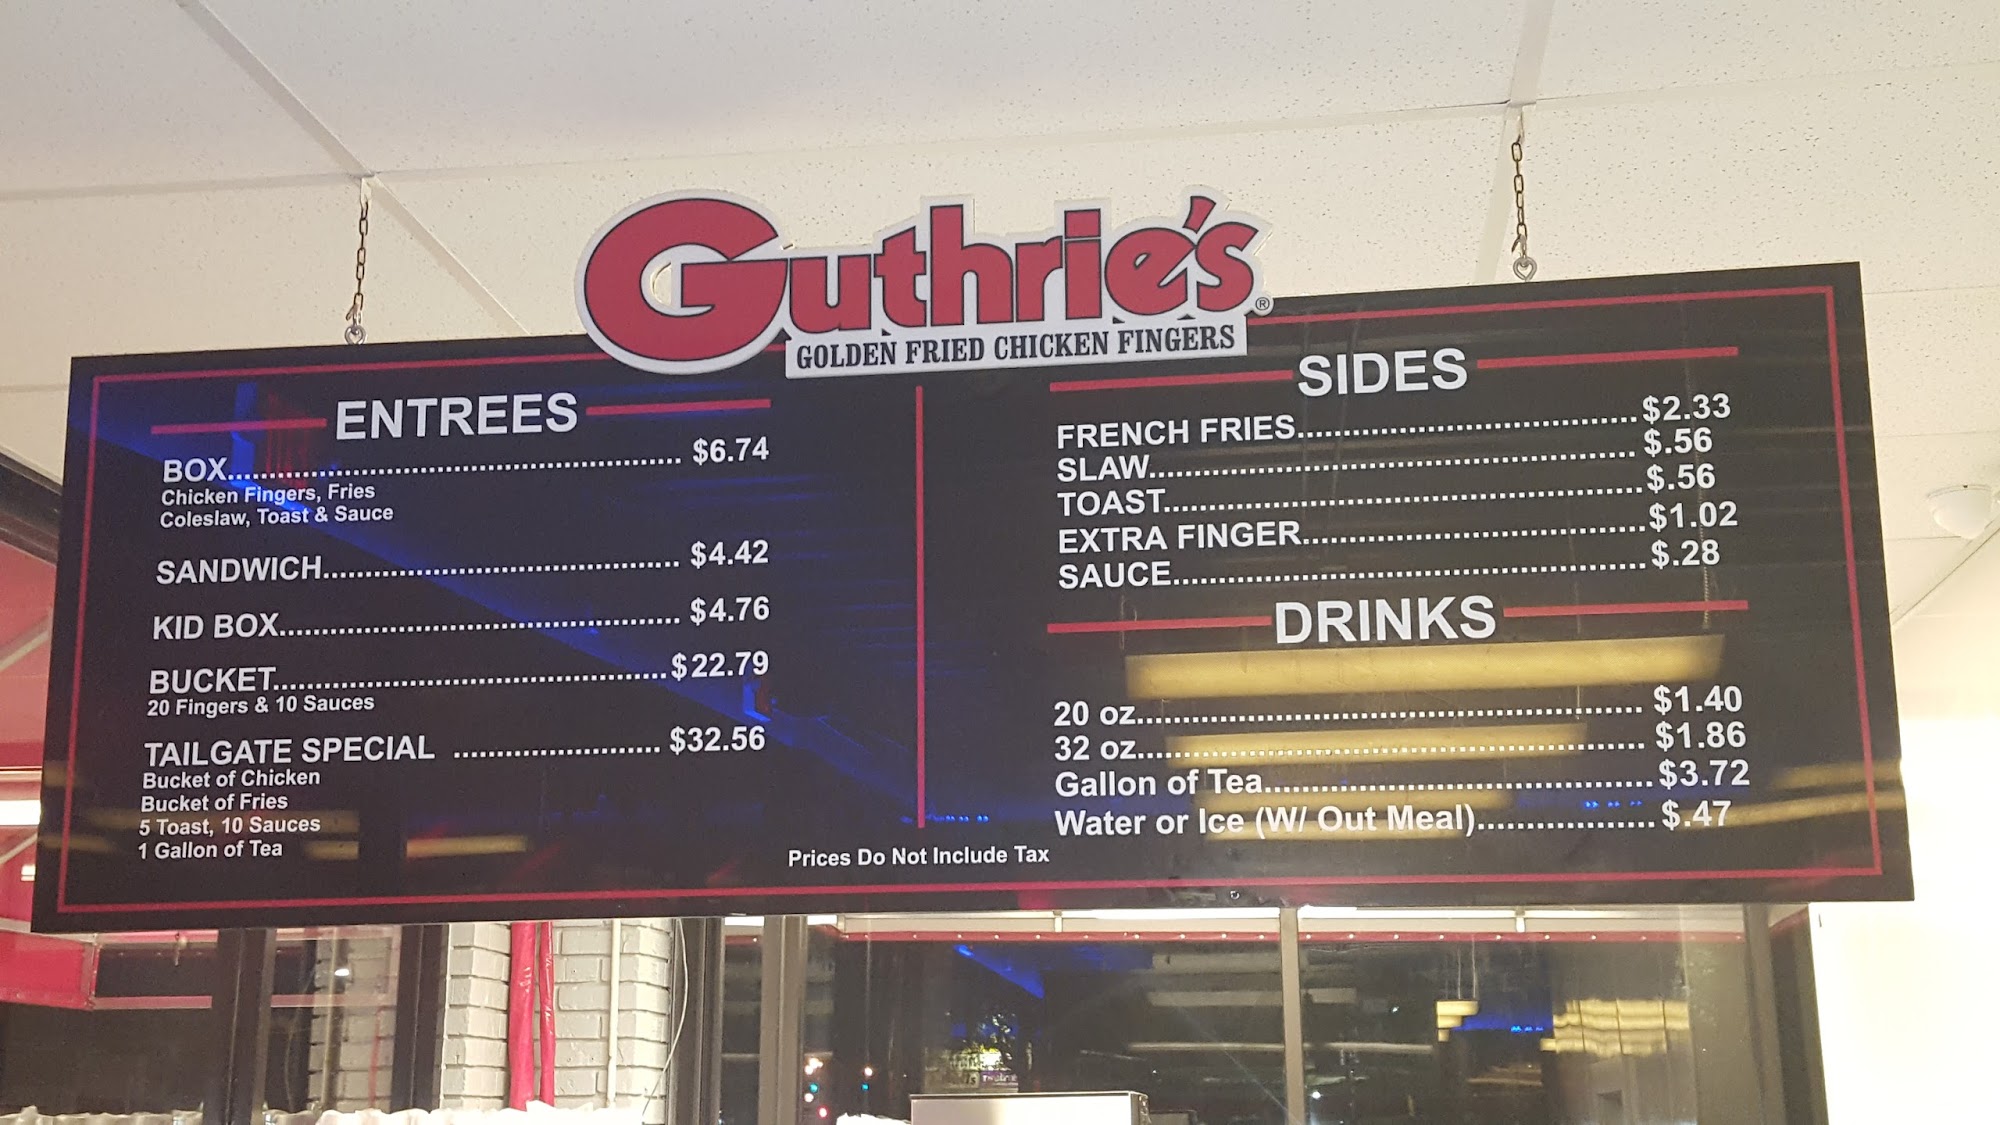 Guthrie's®
GOLDEN FRIED CHICKEN FINGERS
ENTREES
BOX.................................................... $6.74
Chicken Fingers, Fries
Coleslaw, Toast & Sauce
SANDWICH.......................................... $4.42
KID BOX............................................... $4.76
BUCKET..............................................$22.79
20 Fingers & 10 Sauces
TAILGATE SPECIAL ........................ $32.56
Bucket of Chicken
Bucket of Fries
5 Toast, 10 Sauces
1 Gallon of Tea
SIDES
FRENCH FRIES.....................................$2.33
SLAW.................................................... $.56
TOAST...................................................$.56
EXTRA FINGER.....................................$1.02
SAUCE..................................................$.28
DRINKS
20 oz..................................................... $1.40
32 oz..................................................... $1.86
Gallon of Tea.........................................$3.72
Water or Ice (W/ Out Meal)................... $.47
Prices Do Not Include Tax